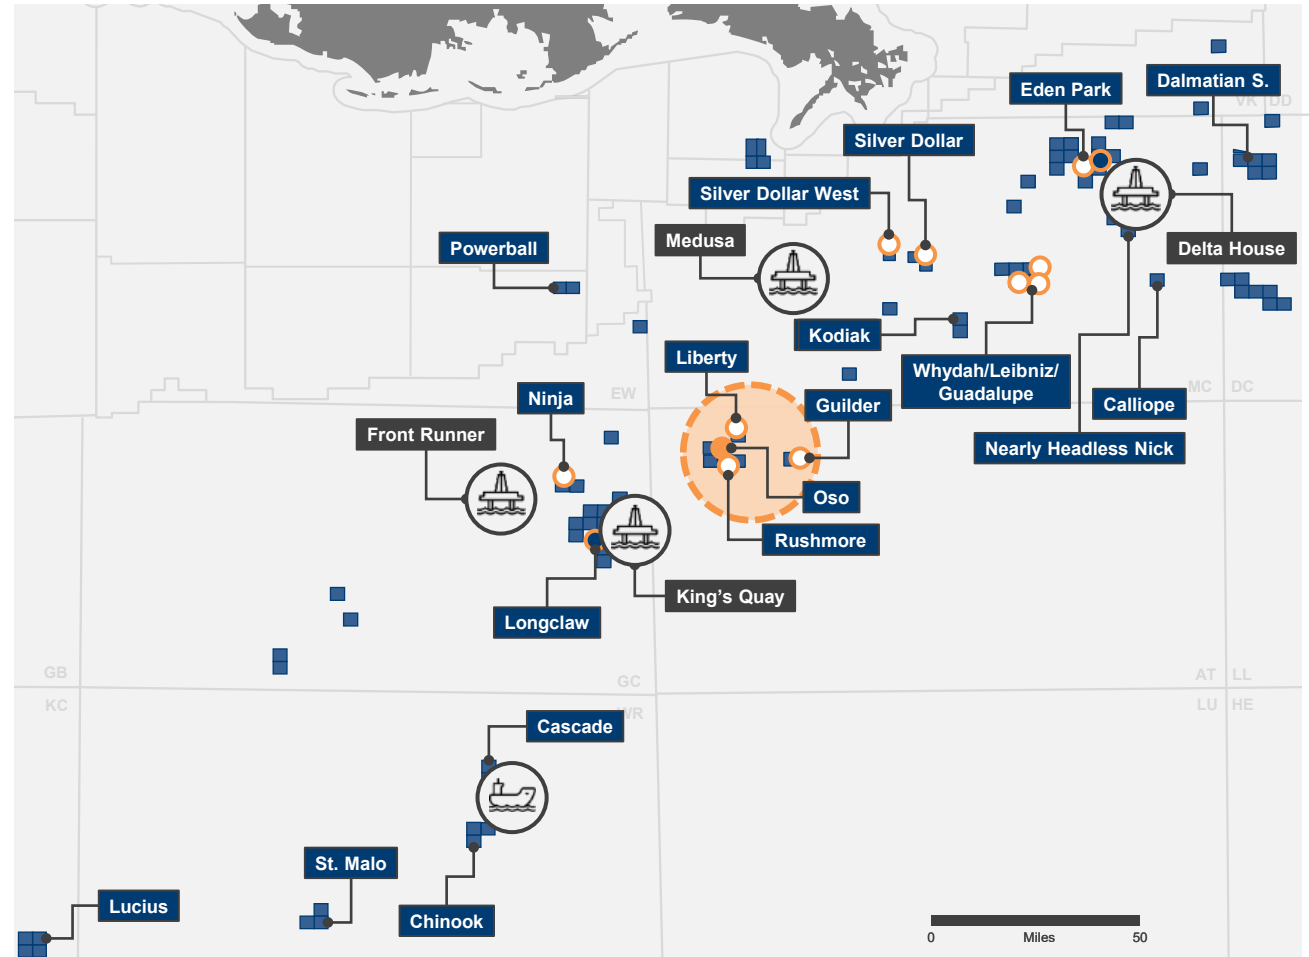 Eden Park
Dalmatian S.
VK DD
Silver Dollar
Silver Dollar West
Medusa
Powerball
Delta House
Kodiak
Liberty
Whydah/Leibniz/
Guadalupe
MC DC
Ninja
EW
Guilder
Calliope
Front Runner
Nearly Headless Nick
Oso
Rushmore
King's Quay
Longclaw
GB
GC
AT LL
KC
WR
LU HE
Cascade
St. Malo
Lucius
Chinook
0 Miles 50